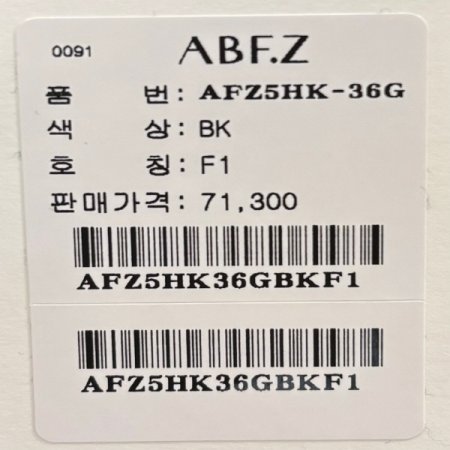 0091 ABF.Z
품 번 : AFZ5HK-36G
색 상 : BK
호 칭 : F1
판매가격 : 71,300
AFZ5HK36GBKF1
AFZ5HK36GBKF1